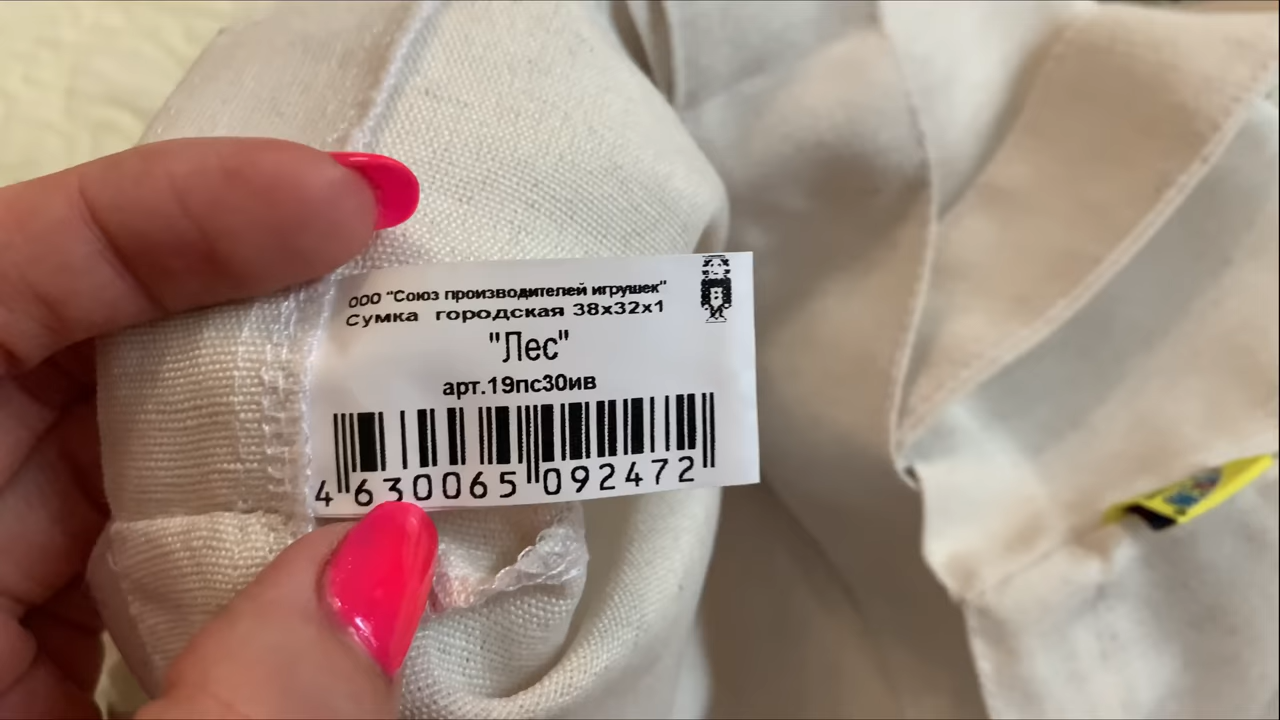 ООО "Союз производителей игрушек"
Сумка городская 38х32х1
"Лес"
арт.19пс30ив
4 630065 092472